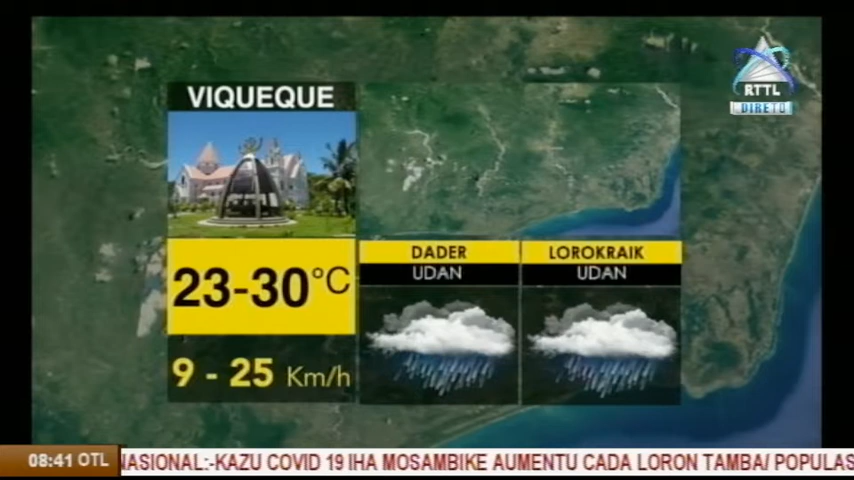 VIQUEQUE
RTTL
DIRETO
23-30°C
DADER
UDAN
LOROKRAIK
UDAN
9 - 25 Km/h
08:41 OTL
NASIONAL:-KAZU COVID 19 IHA MOSAMBIKE AUMENTU CADA LORON TAMBA/ POPULAS